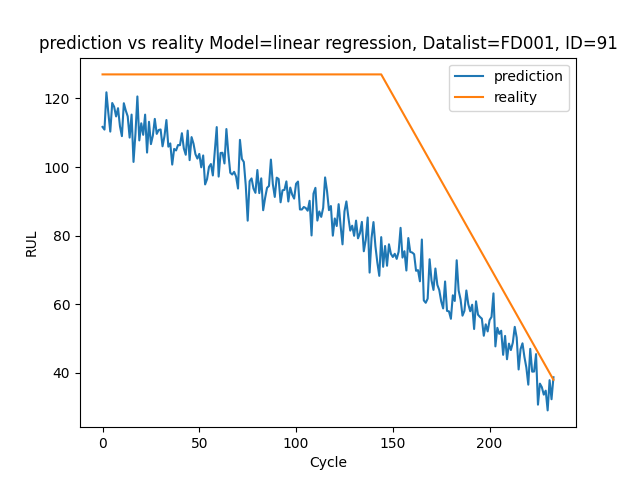 prediction vs reality Model=linear regression, Datalist=FD001, ID=91
prediction
reality
120
100
80
60
40
RUL
0
50
100
150
200
Cycle